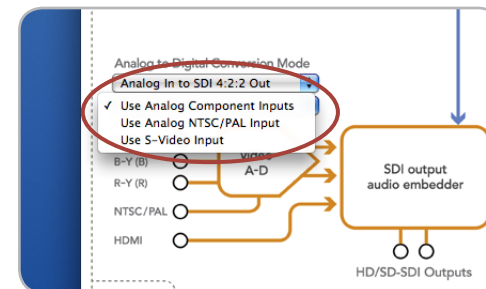 Analog to Digital Conversion Mode
Analog In to SDI 4:2:2 Out
✓ Use Analog Component Inputs
Use Analog NTSC/PAL Input
Use S-Video Input
B-Y (B)
Video
A-D
R-Y (R)
NTSC/PAL
HDMI
SDI output
audio embedder
HD/SD-SDI Outputs